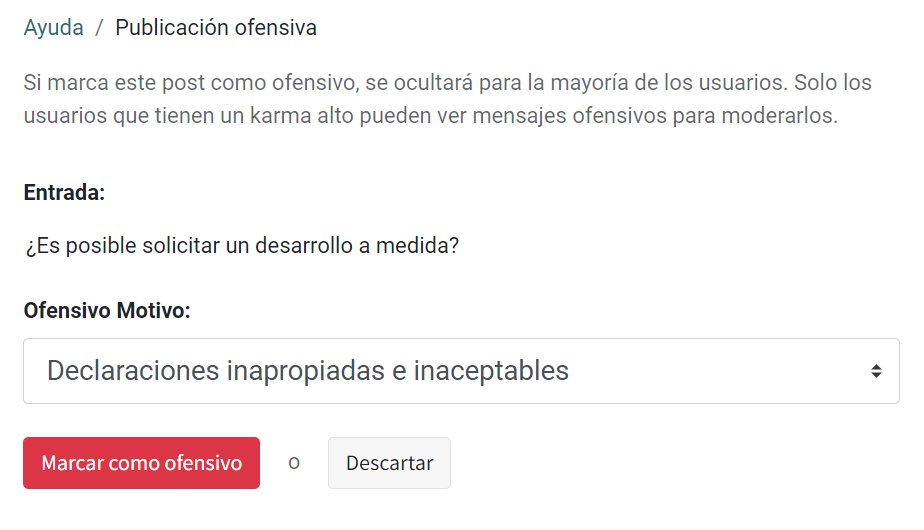 Ayuda / Publicación ofensiva
Si marca este post como ofensivo, se ocultará para la mayoría de los usuarios. Solo los
usuarios que tienen un karma alto pueden ver mensajes ofensivos para moderarlos.
Entrada:
¿Es posible solicitar un desarrollo a medida?
Ofensivo Motivo:
Declaraciones inapropiadas e inaceptables
Marcar como ofensivo o Descartar